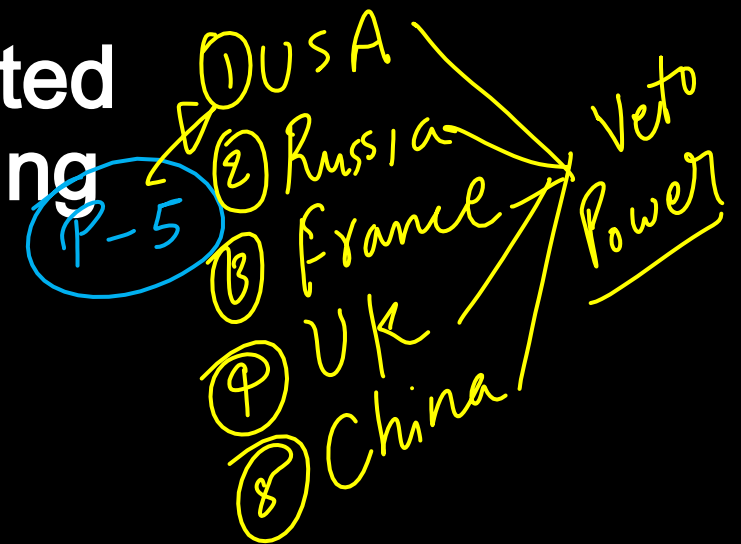 ted
ng
P-5
① USA
② Russia
③ France
④ UK
⑤ China
Veto
Power